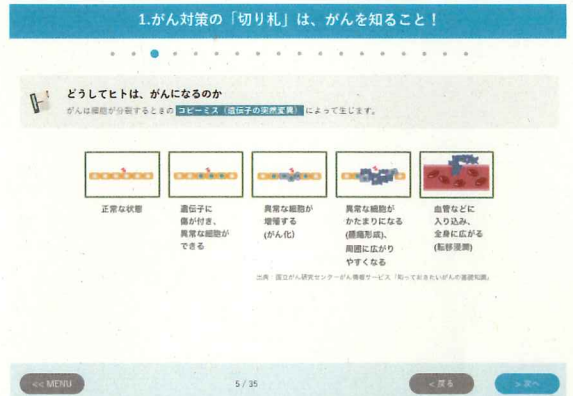 1.がん対策の「切り札」は、がんを知ること！
どうしてヒトは、がんになるのか
がんは細胞が分裂するときの コピーミス（遺伝子の突然変異） によって生じます。
正常な状態
遺伝子に
傷が付き、
異常な細胞が
できる
異常な細胞が
増殖する
(がん化)
異常な細胞が
かたまりになる
(腫瘍形成)、
周囲に広がり
やすくなる
血管などに
入り込み、
全身に広がる
(転移浸潤)
出典：国立がん研究センターがん情報サービス「知っておきたいがんの基礎知識」
<< MENU
5 / 35
< 戻る
> 次へ